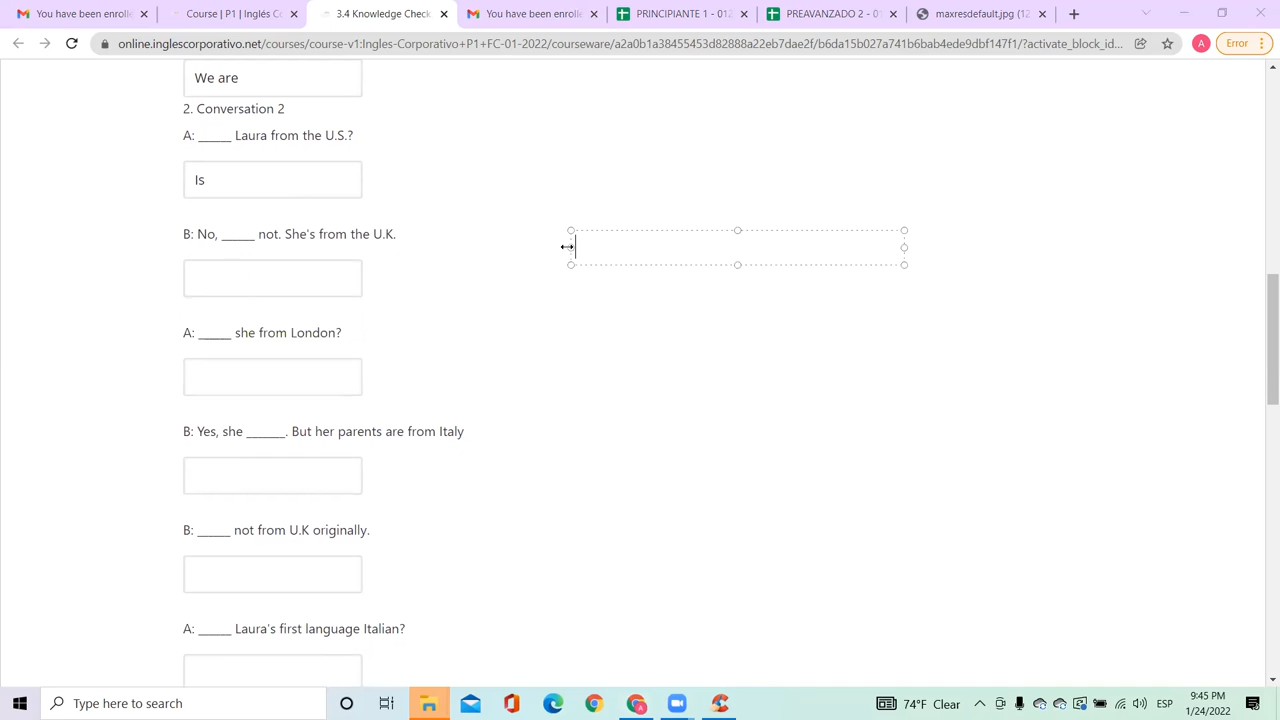 You have been enrolle
Course | P1 | Inglés C
3.4 Knowledge Check
You have been enrolle
PRINCIPIANTE 1 - 012
PREAVANZADO 2 - 01
maxresdefault.jpg (12
online.inglescorporativo.net/courses/course-v1:Ingles-Corporativo+P1+FC-01-2022/courseware/a2a0b1a38455453d82888a22eb7dae2f/b6da15b027a741b6bab4ede9dbf147f1/?activate_block_id...
A
Error
We are
2. Conversation 2
A: _____ Laura from the U.S.?
Is
B: No, _____ not. She's from the U.K.
A: _____ she from London?
B: Yes, she ______. But her parents are from Italy
B: _____ not from U.K originally.
A: _____ Laura's first language Italian?
Type here to search
74°F Clear
ESP
9:45 PM
1/24/2022